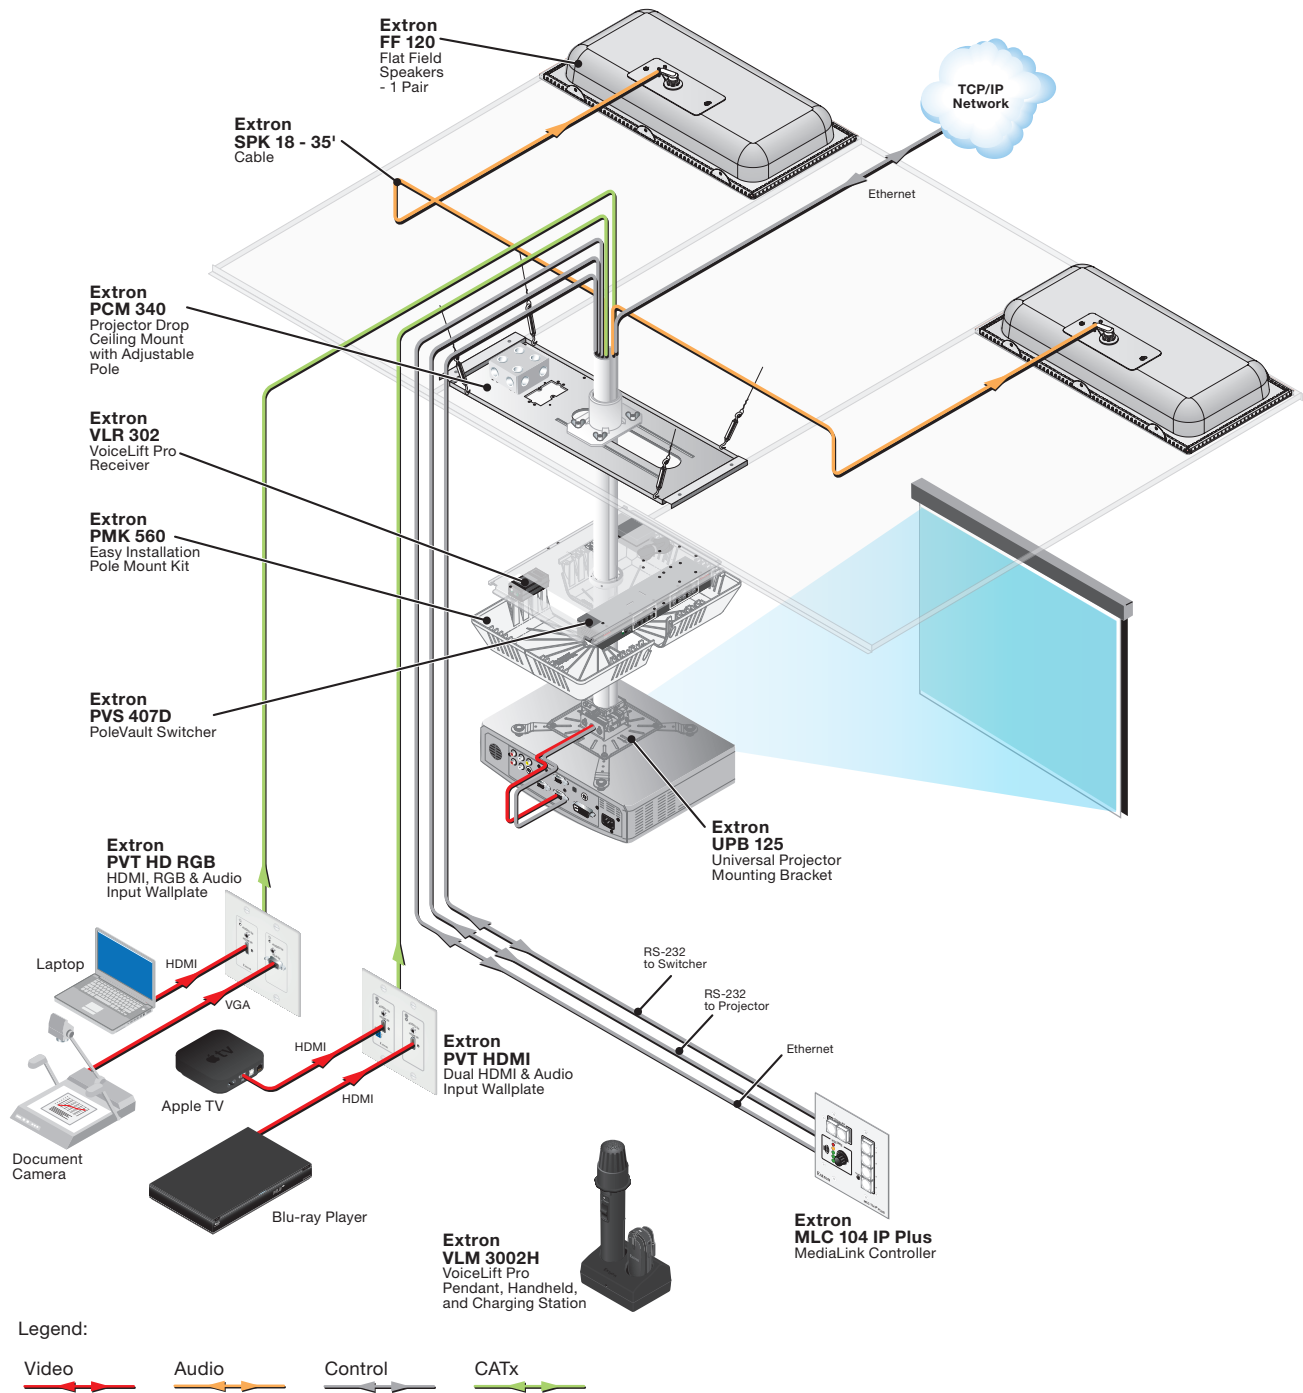 Extron
FF 120
Flat Field
Speakers
- 1 Pair
TCP/IP
Network
Extron
SPK 18 - 35'
Cable
Ethernet
Extron
PCM 340
Projector Drop
Ceiling Mount
with Adjustable
Pole
Extron
VLR 302
VoiceLift Pro
Receiver
Extron
PMK 560
Easy Installation
Pole Mount Kit
Extron
PVS 407D
PoleVault Switcher
Extron
UPB 125
Universal Projector
Mounting Bracket
Extron
PVT HD RGB
HDMI, RGB & Audio
Input Wallplate
Laptop
HDMI
VGA
RS-232
to Switcher
RS-232
to Projector
Ethernet
HDMI
tv
Apple TV
HDMI
Extron
PVT HDMI
Dual HDMI & Audio
Input Wallplate
Document
Camera
Blu-ray Player
Extron
MLC 104 IP Plus
MediaLink Controller
Extron
VLM 3002H
VoiceLift Pro
Pendant, Handheld,
and Charging Station
Legend:
Video
Audio
Control
CATx